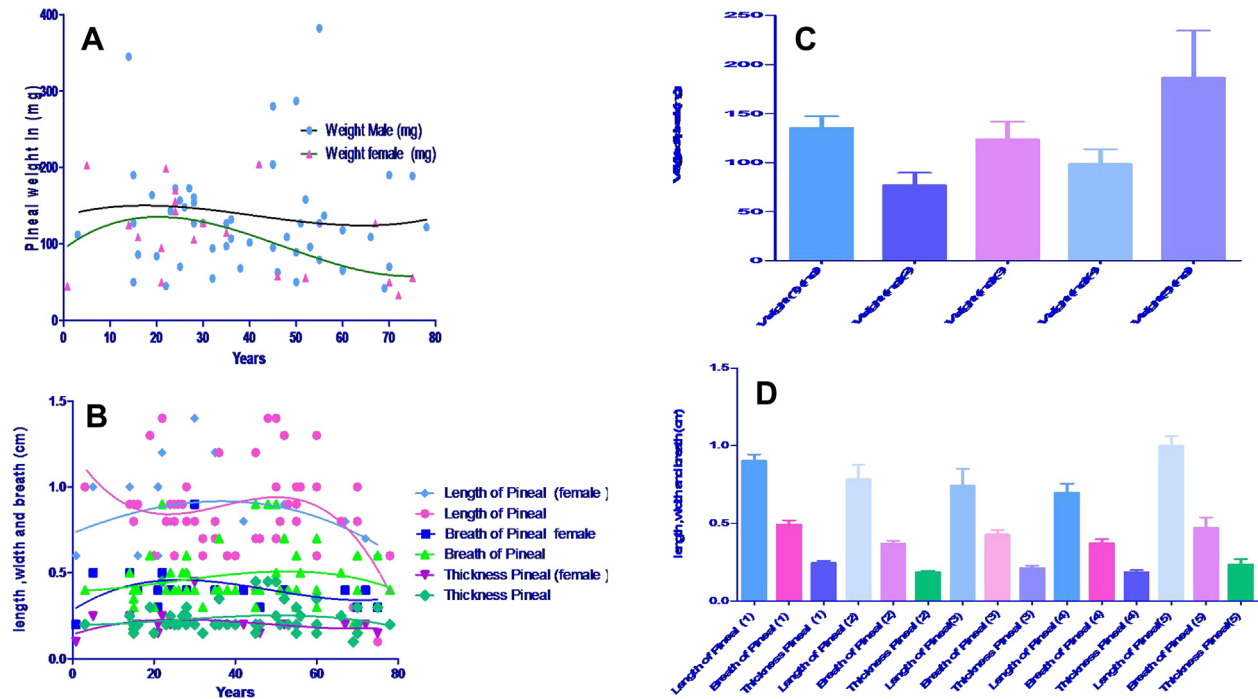 A
400
300
200
100
0
Pineal weight In (mg)
Weight Male (mg)
Weight female (mg)
0 10 20 30 40 50 60 70 80
Years
B
1.5
1.0
0.5
0.0
length ,width and breath (cm)
Length of Pineal (female )
Length of Pineal
Breath of Pineal female
Breath of Pineal
Thickness Pineal (female )
Thickness Pineal
0 20 40 60 80
Years
C
250
200
150
100
50
0
D
1.5
1.0
0.5
0.0
length ,width and breath (cm)
Length of Pineal (1)
Breath of Pineal (1)
Thickness Pineal (1)
Length of Pineal (2)
Breath of Pineal (2)
Thickness Pineal (2)
Length of Pineal(3)
Breath of Pineal (3)
Thickness Pineal (3)
Length of Pineal (4)
Breath of Pineal (4)
Thickness Pineal (4)
Length of Pineal(5)
Breath of Pineal (5)
Thickness Pineal(5)